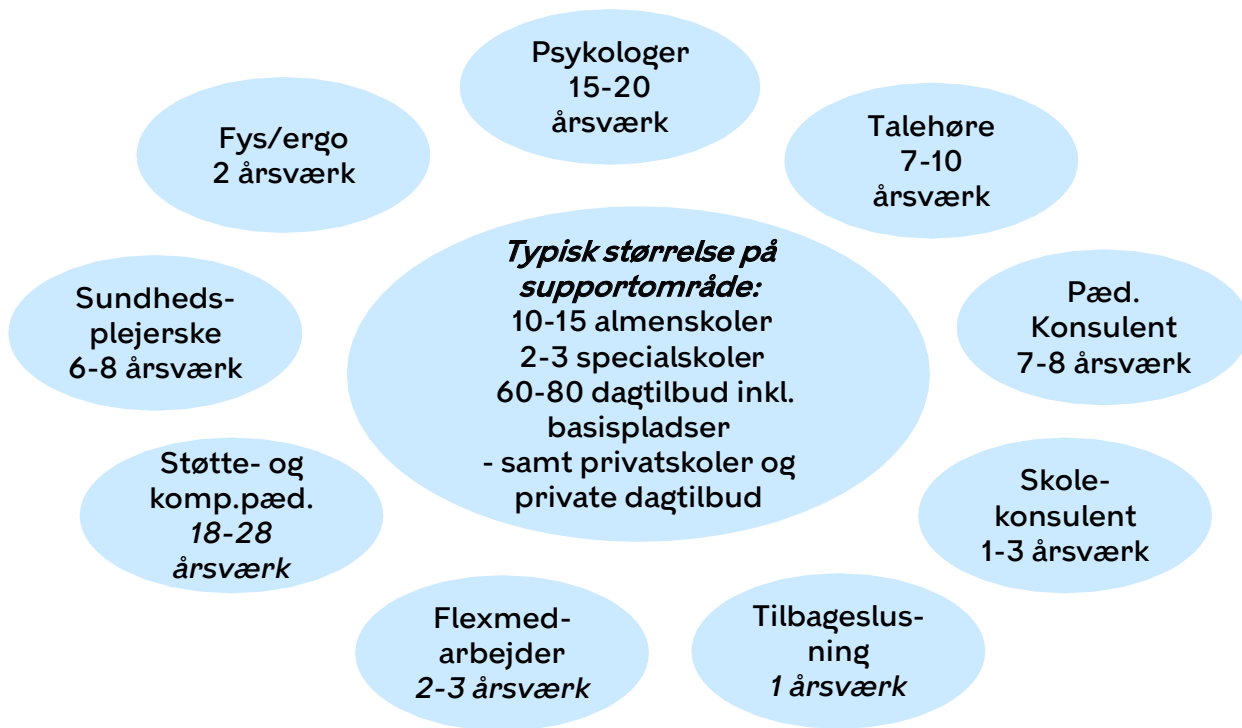 Psykologer
15-20
årsværk
Fys/ergo
2 årsværk
Talehøre
7-10
årsværk
Typisk størrelse på
supportområde:
10-15 almenskoler
2-3 specialskoler
60-80 dagtilbud inkl.
basispladser
- samt privatskoler og
private dagtilbud
Sundheds-
plejerske
6-8 årsværk
Pæd.
Konsulent
7-8 årsværk
Støtte- og
komp.pæd.
18-28
årsværk
Skole-
konsulent
1-3 årsværk
Flexmed-
arbejder
2-3 årsværk
Tilbageslus-
ning
1 årsværk